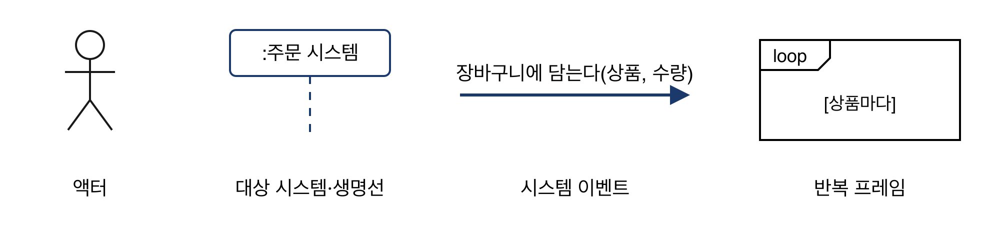 :주문 시스템
장바구니에 담는다(상품, 수량)
loop
[상품마다]
액터
대상 시스템·생명선
시스템 이벤트
반복 프레임